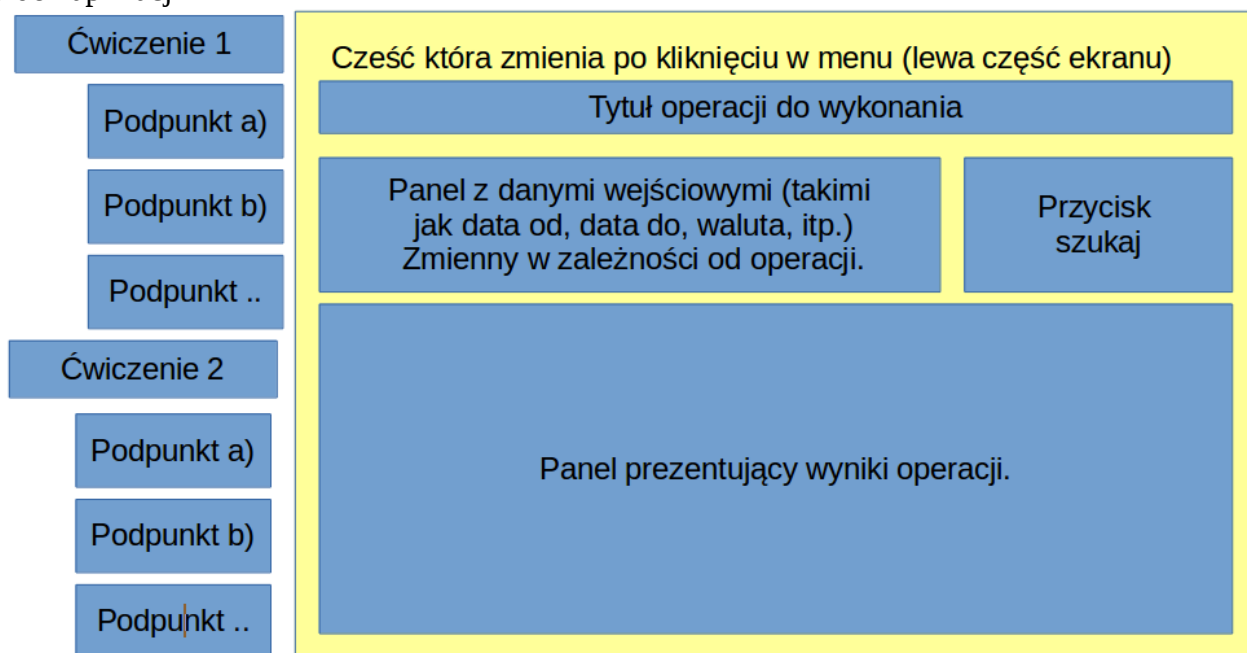 Ćwiczenie 1
Podpunkt a)
Podpunkt b)
Podpunkt ..
Ćwiczenie 2
Podpunkt a)
Podpunkt b)
Podpunkt ..
Cześć która zmienia po kliknięciu w menu (lewa część ekranu)
Tytuł operacji do wykonania
Panel z danymi wejściowymi (takimi
jak data od, data do, waluta, itp.)
Zmienny w zależności od operacji.
Przycisk
szukaj
Panel prezentujący wyniki operacji.